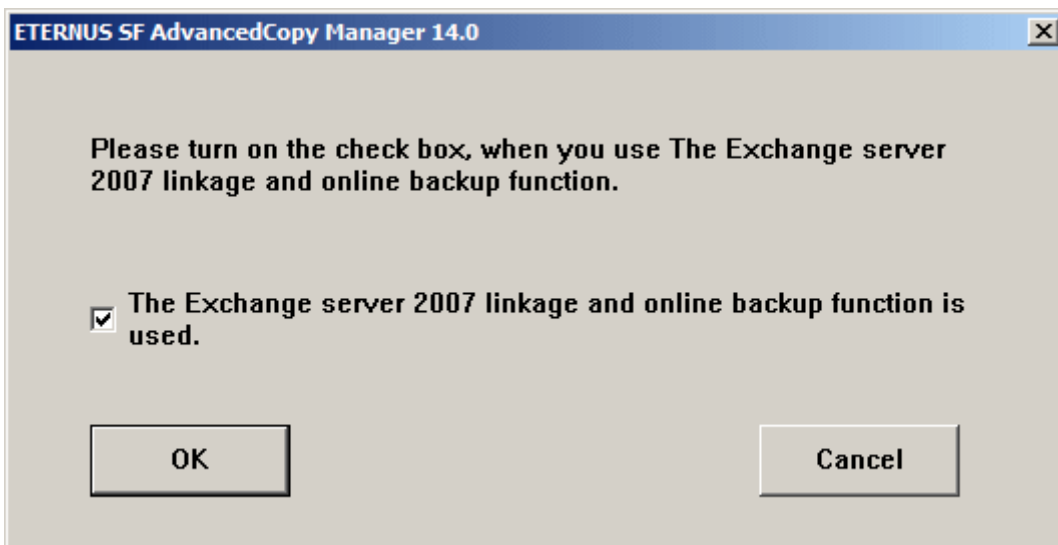 ETERNUS SF AdvancedCopy Manager 14.0
Please turn on the check box, when you use The Exchange server
2007 linkage and online backup function.
The Exchange server 2007 linkage and online backup function is
used.
OK
Cancel